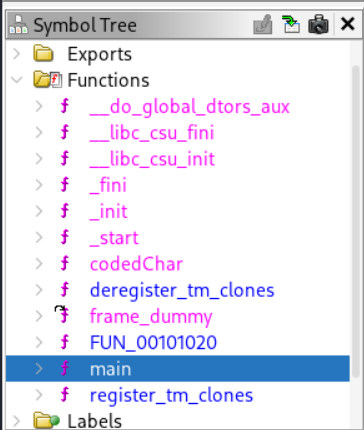 Symbol Tree
Exports
Functions
f __do_global_dtors_aux
f __libc_csu_fini
f __libc_csu_init
f _fini
f _init
f _start
f codedChar
f deregister_tm_clones
f frame_dummy
f FUN_00101020
f main
f register_tm_clones
Labels